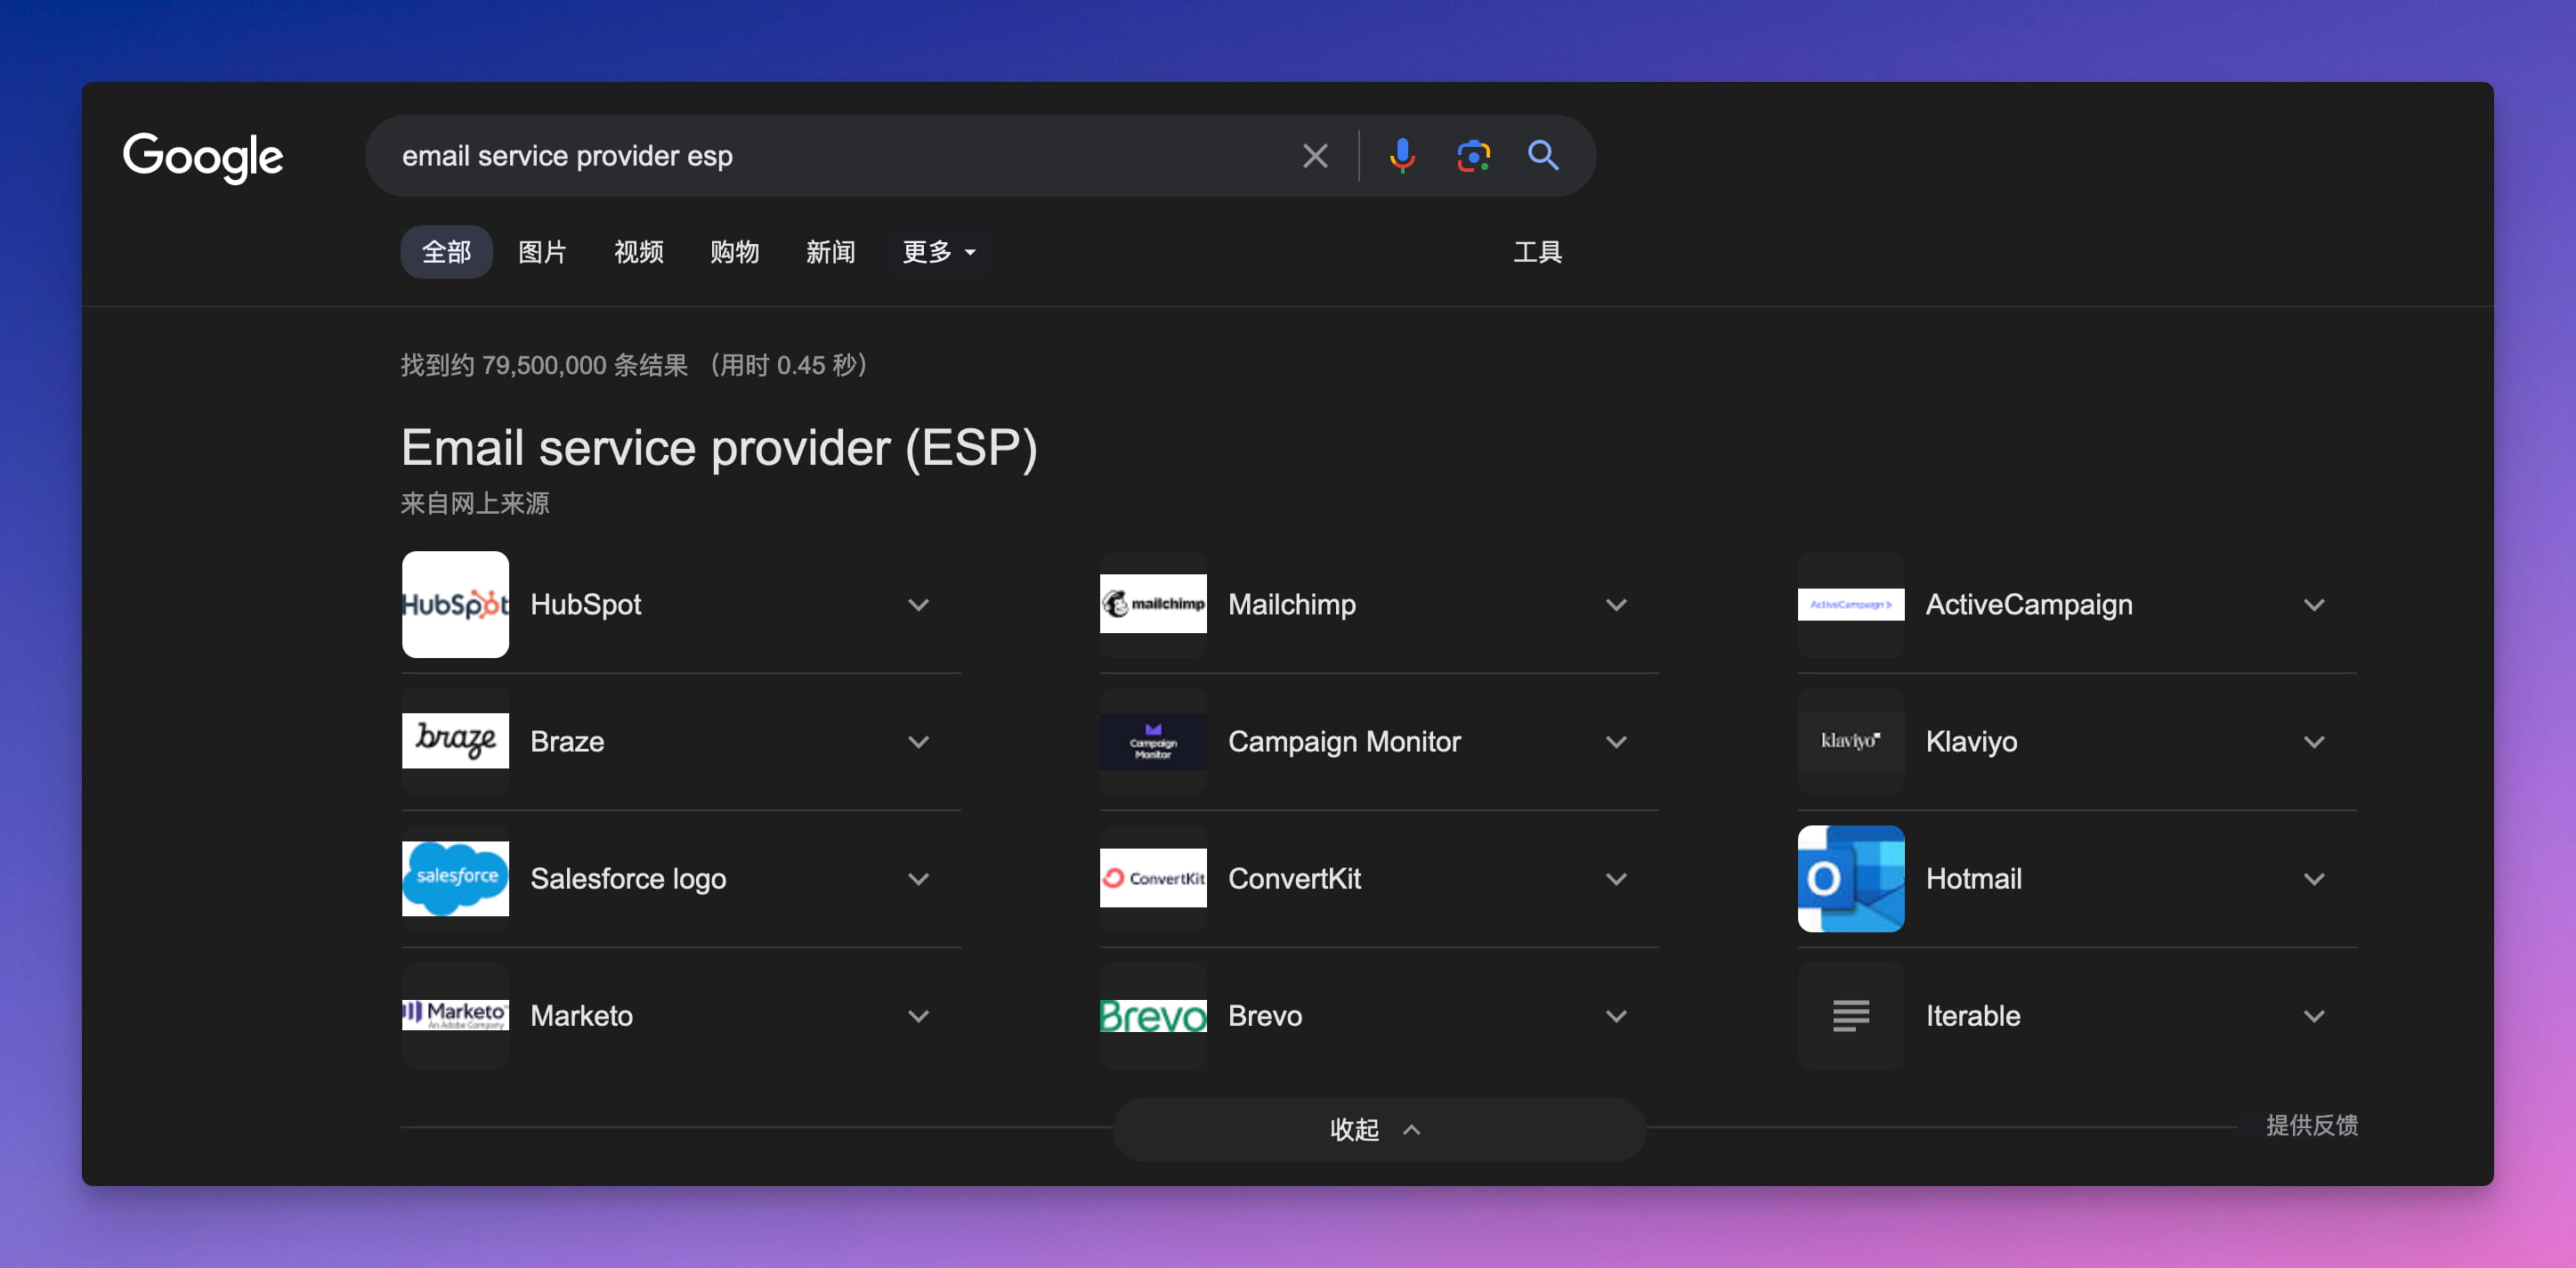 Google
email service provider esp
全部 图片 视频 购物 新闻 更多 工具
找到约 79,500,000 条结果 （用时 0.45 秒）
Email service provider (ESP)
来自网上来源
HubSpot HubSpot
mailchimp Mailchimp
ActiveCampaign > ActiveCampaign
braze Braze
Campaign Monitor Campaign Monitor
klaviyo Klaviyo
salesforce Salesforce logo
ConvertKit ConvertKit
O Hotmail
Marketo An Adobe Company Marketo
Brevo Brevo
Iterable
收起
提供反馈